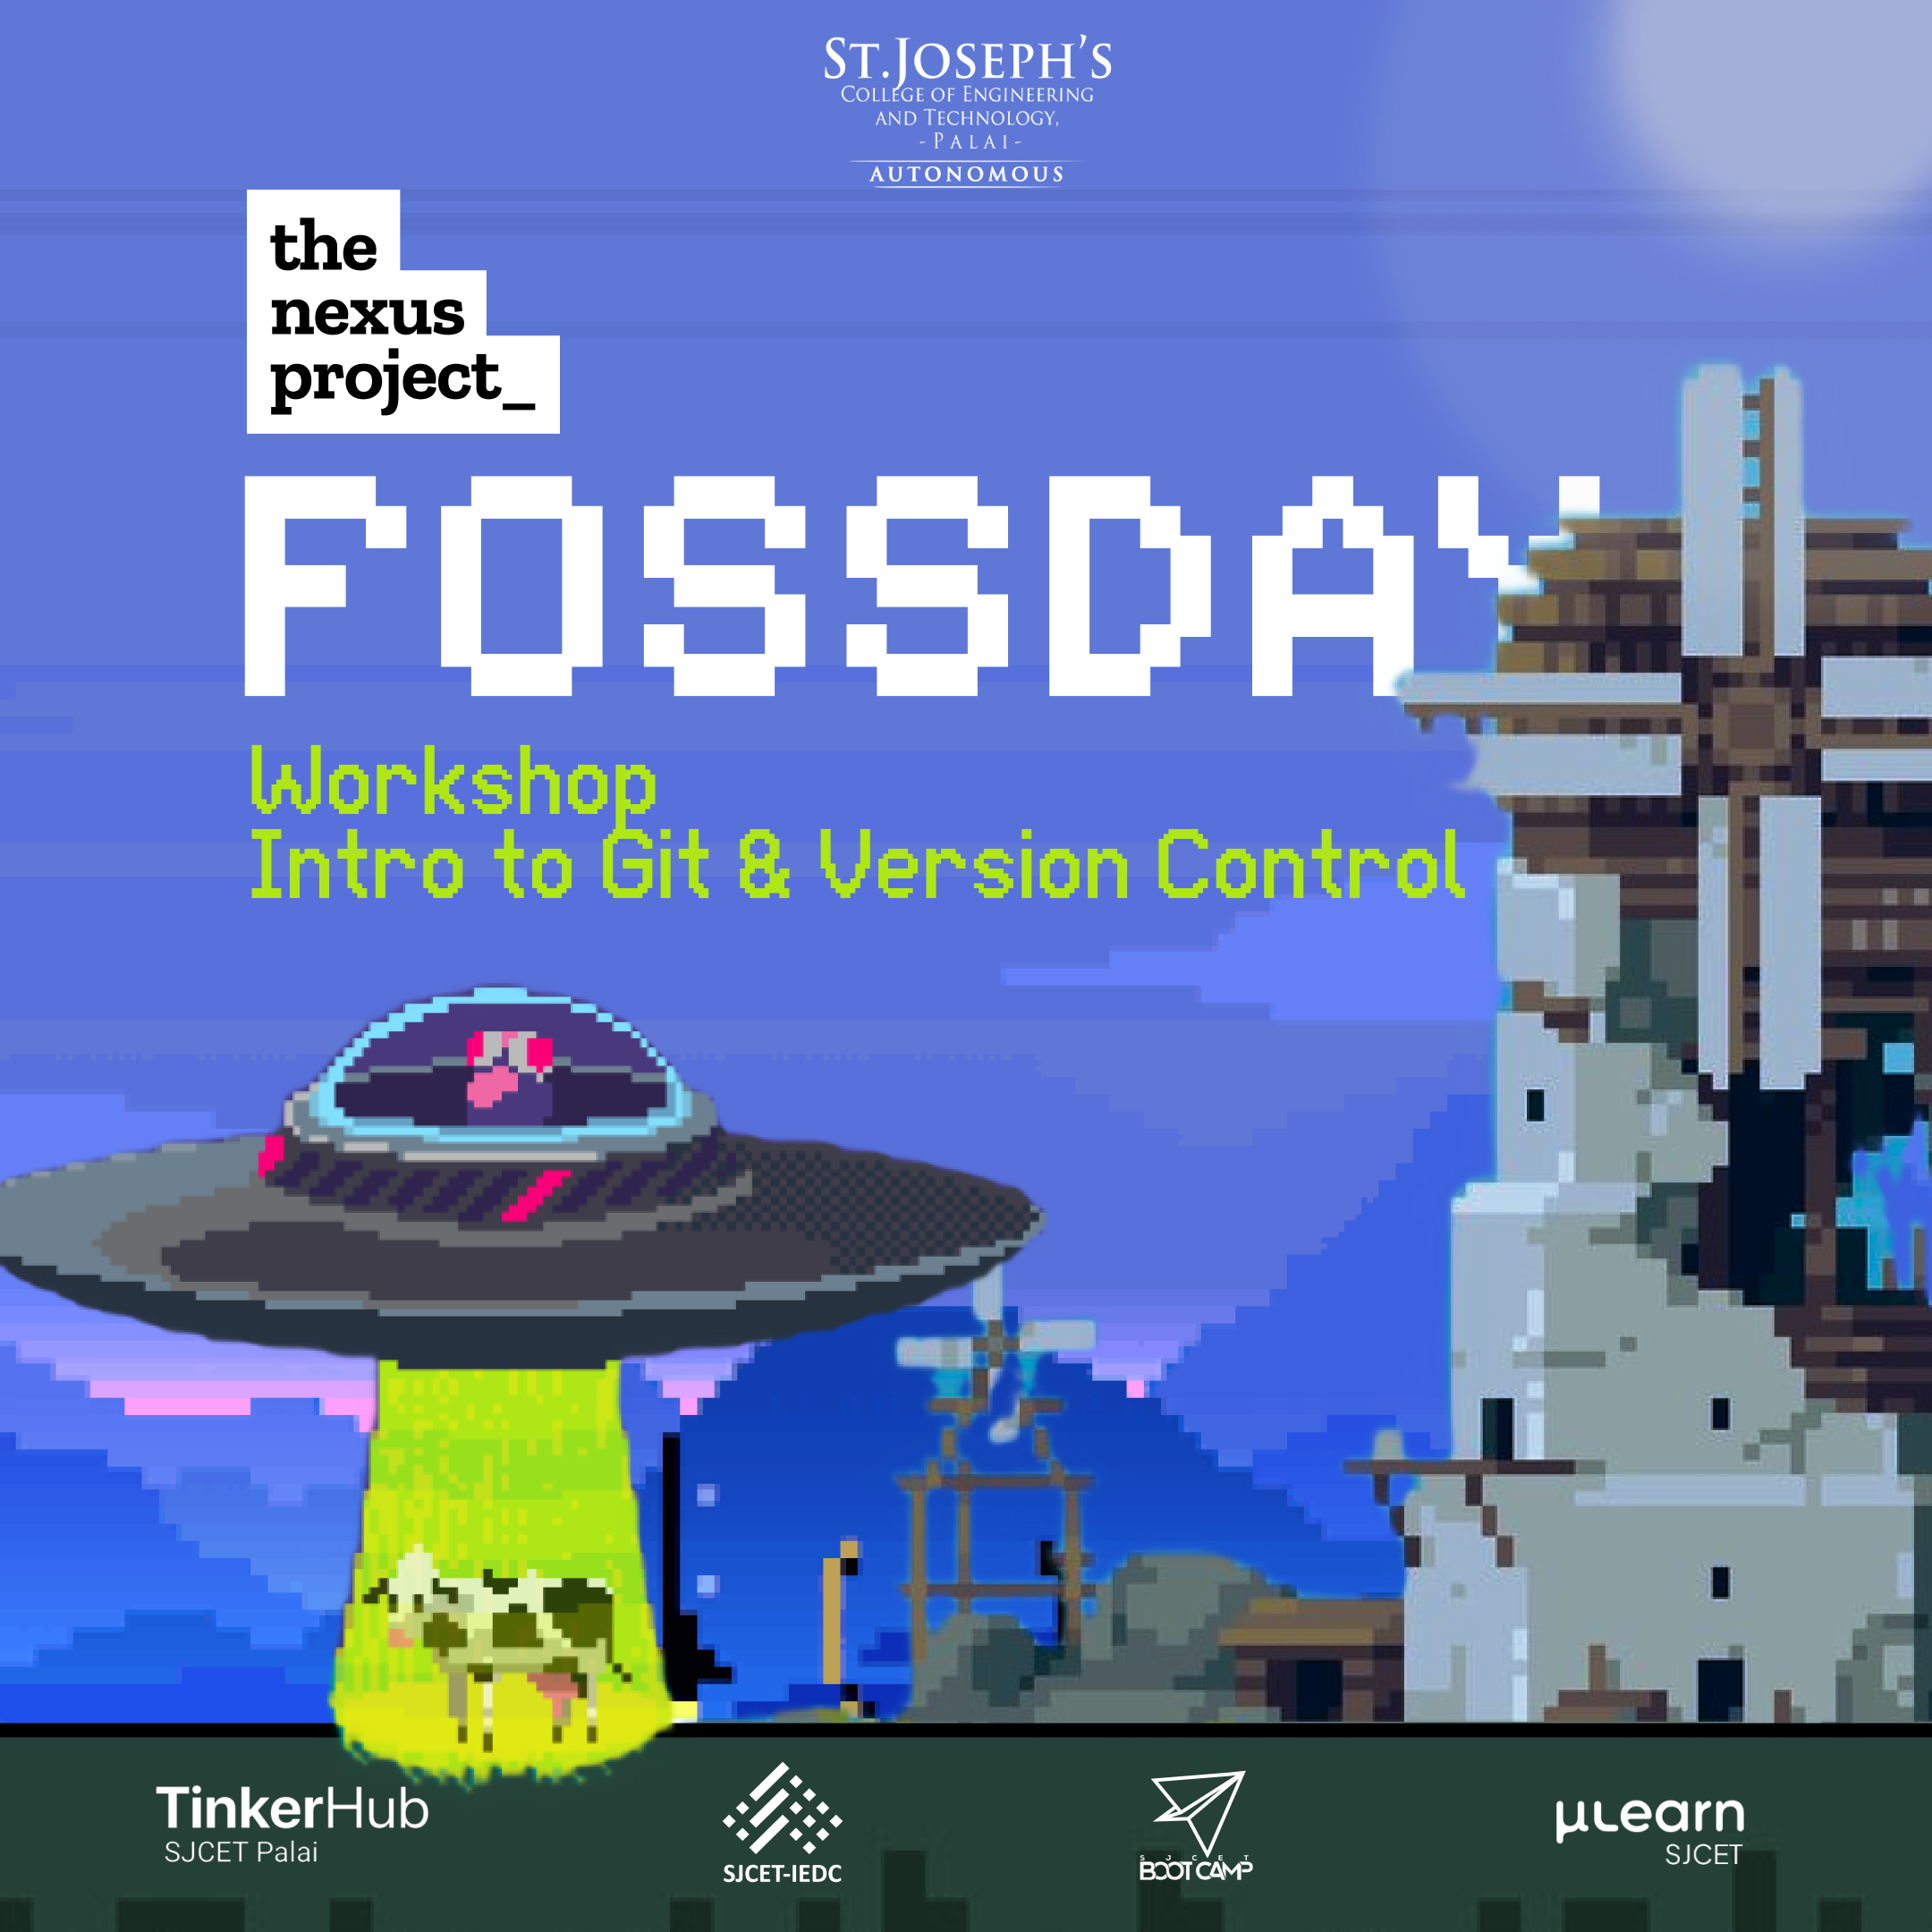 ST.JOSEPH'S
COLLEGE OF ENGINEERING
AND TECHNOLOGY,
- PALAI -
AUTONOMOUS
the
nexus
project_
FOSSDAY
Workshop
Intro to Git & Version Control
TinkerHub
SJCET Palai
SJCET-IEDC
SJCET
BOOTCAMP
µLearn
SJCET